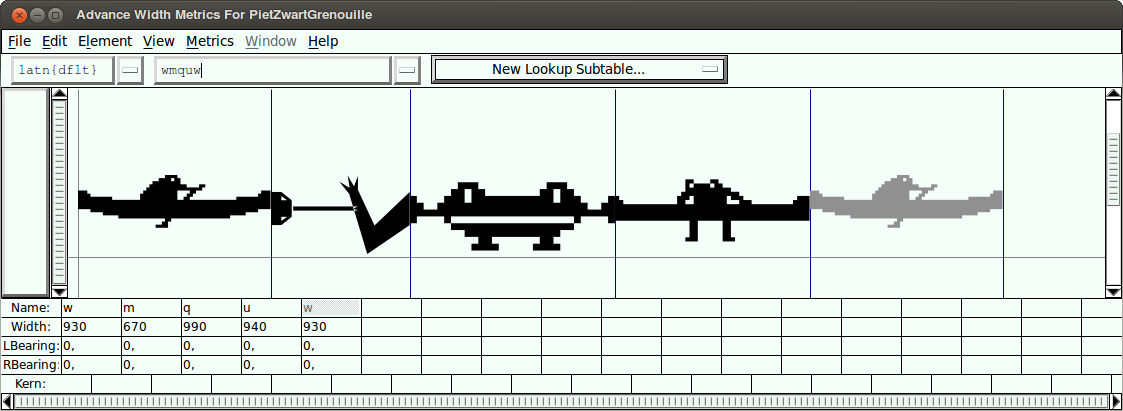 Advance Width Metrics For PietZwartGrenouille
File Edit Element View Metrics Window Help
latn{dflt} wmquw New Lookup Subtable...
Name: w m q u w
Width: 930 670 990 940 930
LBearing: 0, 0, 0, 0, 0,
RBearing: 0, 0, 0, 0, 0,
Kern: